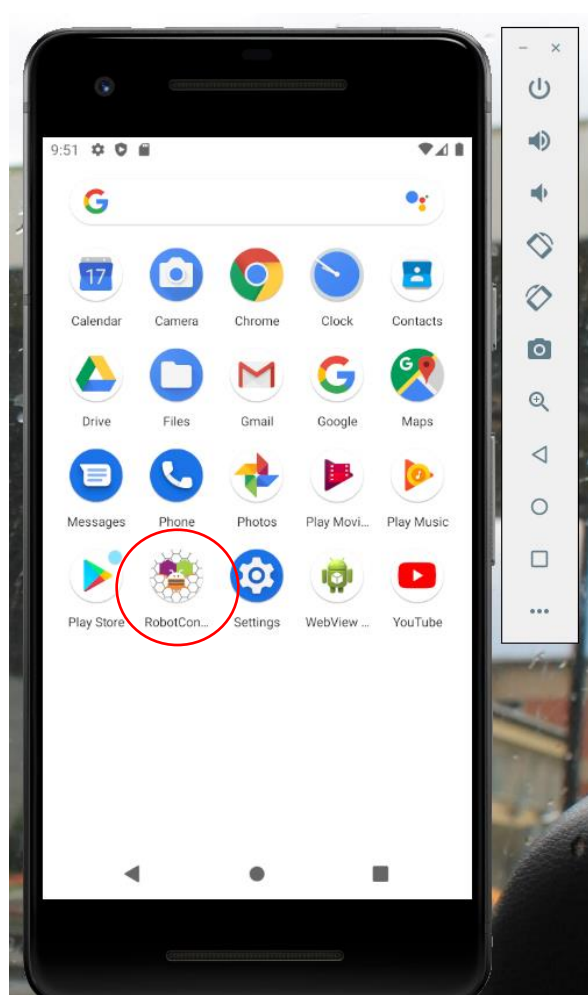 9:51
17
Calendar Camera Chrome Clock Contacts
Drive Files Gmail Google Maps
Messages Phone Photos Play Movi... Play Music
Play Store RobotCon... Settings WebView ... YouTube